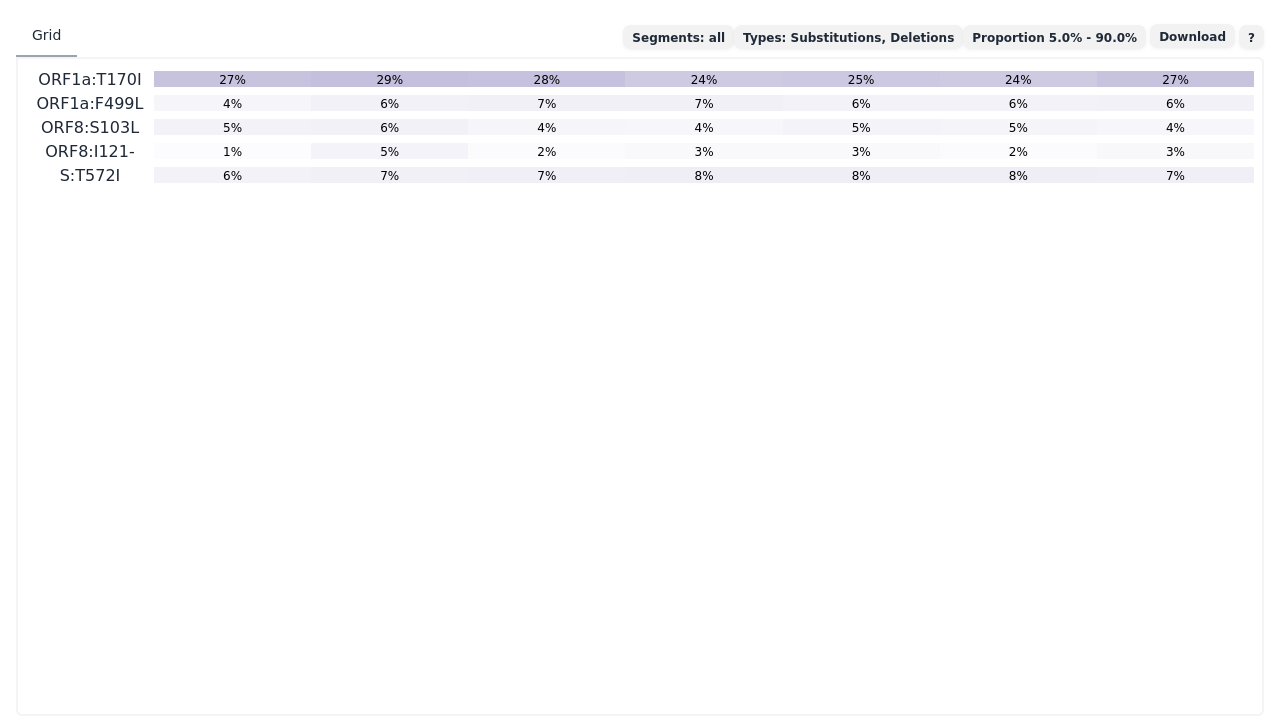 Grid
Segments: all Types: Substitutions, Deletions Proportion 5.0% - 90.0% Download ?
ORF1a:T170I 27% 29% 28% 24% 25% 24% 27%
ORF1a:F499L 4% 6% 7% 7% 6% 6% 6%
ORF8:S103L 5% 6% 4% 4% 5% 5% 4%
ORF8:I121- 1% 5% 2% 3% 3% 2% 3%
S:T572I 6% 7% 7% 8% 8% 8% 7%